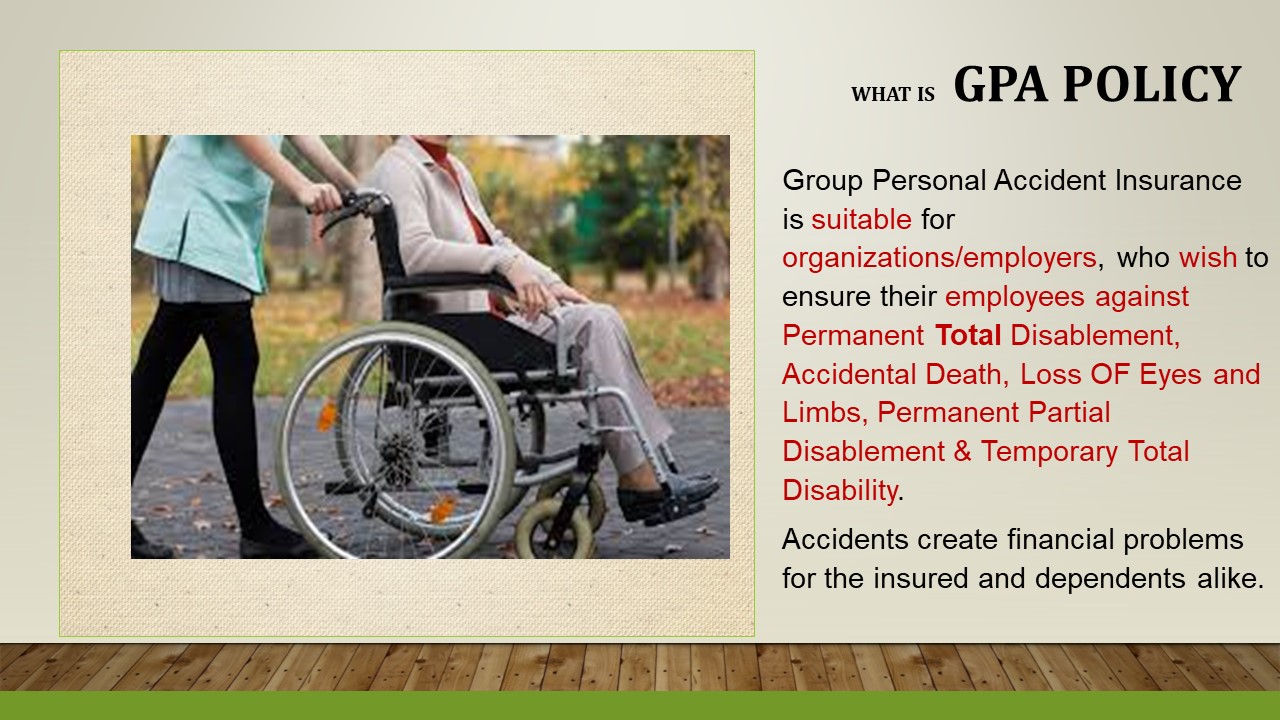 WHAT IS GPA POLICY
Group Personal Accident Insurance
is suitable for
organizations/employers, who wish to
ensure their employees against
Permanent Total Disablement,
Accidental Death, Loss OF Eyes and
Limbs, Permanent Partial
Disablement & Temporary Total
Disability.
Accidents create financial problems
for the insured and dependents alike.